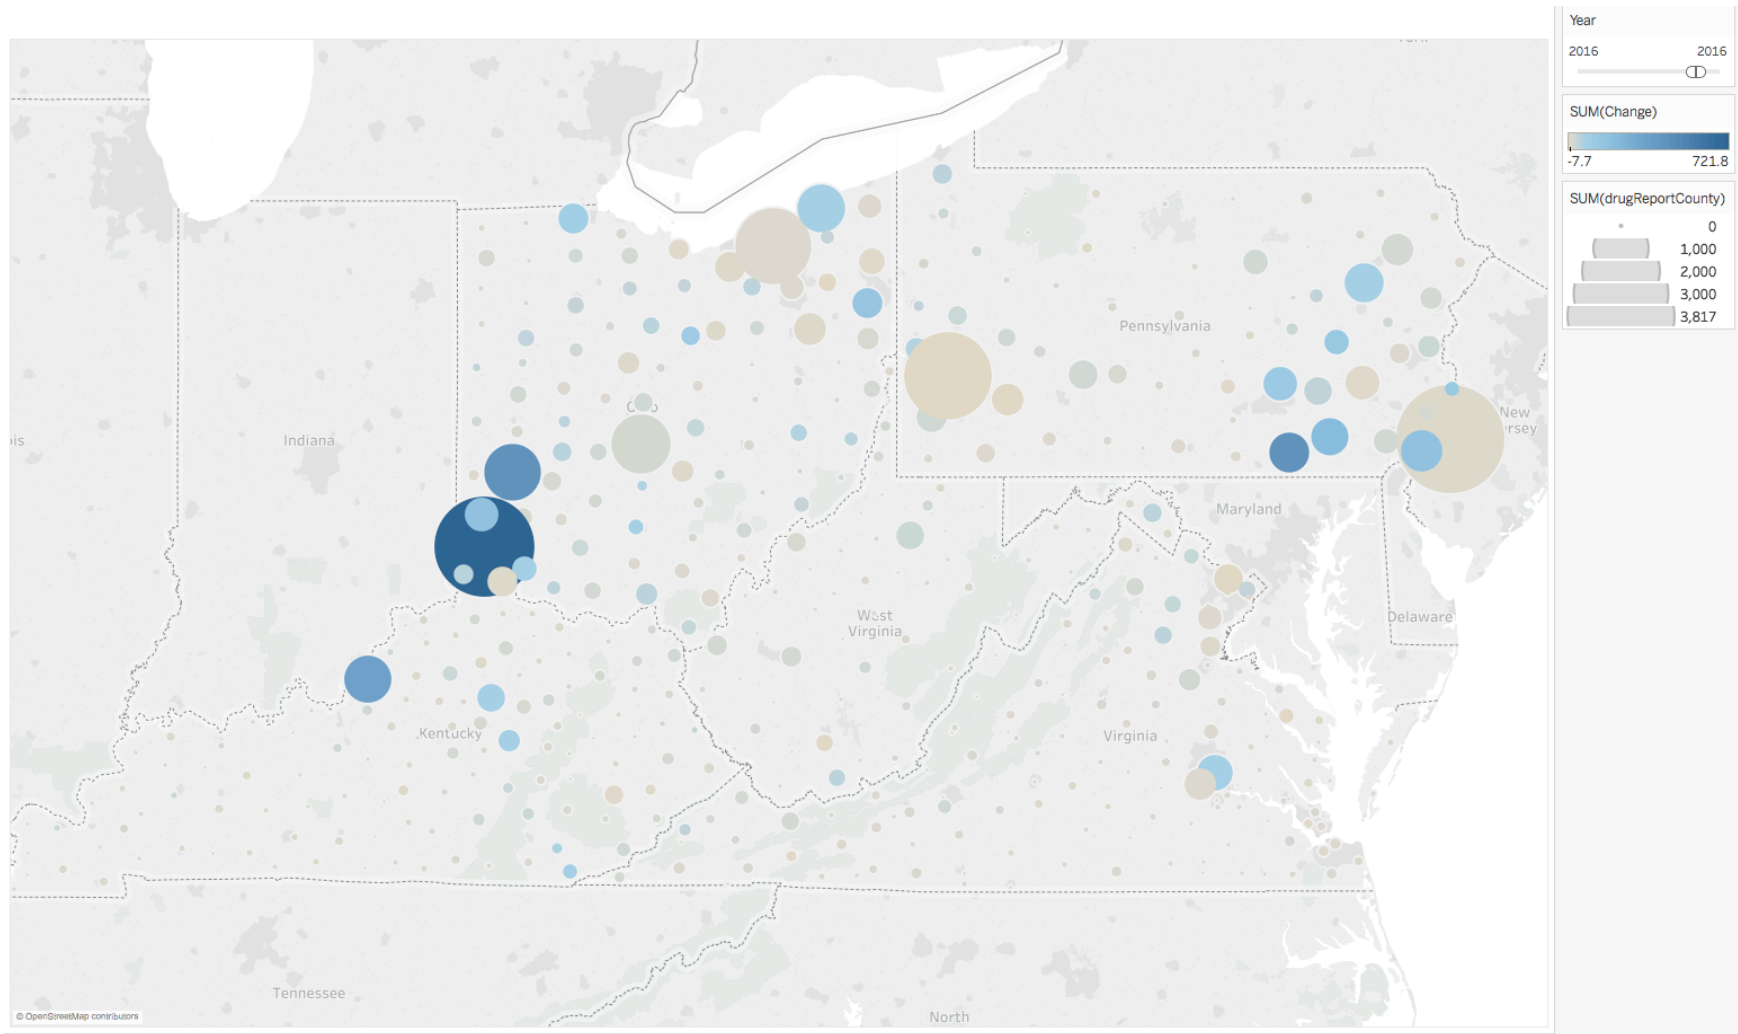 Year
2016 2016
SUM(Change)
-7.7 721.8
SUM(drugReportCounty)
0
1,000
2,000
3,000
3,817
Pennsylvania
New
Indiana
Maryland
West
Virginia
Delaware
Kentucky
Virginia
Tennessee
North
© OpenStreetMap contributors